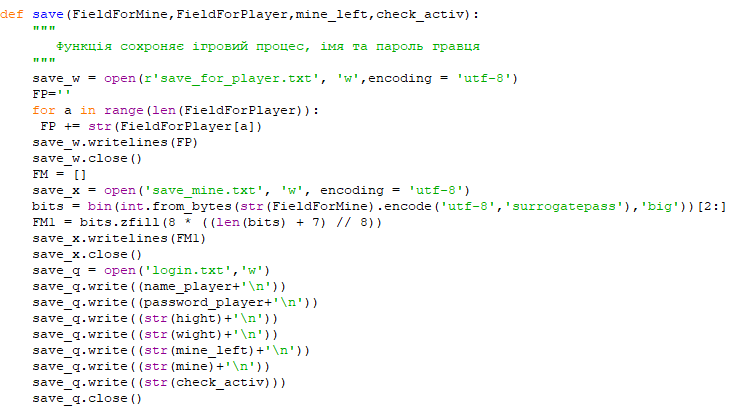 def save(FieldForMine,FieldForPlayer,mine_left,check_activ):
    """
       Функція сохроняє ігровий процес, імя та пароль гравця
    """
    save_w = open(r'save_for_player.txt', 'w',encoding = 'utf-8')
    FP=''
    for a in range(len(FieldForPlayer)):
     FP += str(FieldForPlayer[a])
    save_w.writelines(FP)
    save_w.close()
    FM = []
    save_x = open('save_mine.txt', 'w', encoding = 'utf-8')
    bits = bin(int.from_bytes(str(FieldForMine).encode('utf-8','surrogatepass'),'big'))[2:]
    FM1 = bits.zfill(8 * ((len(bits) + 7) // 8))
    save_x.writelines(FM1)
    save_x.close()
    save_q = open('login.txt','w')
    save_q.write((name_player+'\n'))
    save_q.write((password_player+'\n'))
    save_q.write((str(hight)+'\n'))
    save_q.write((str(wight)+'\n'))
    save_q.write((str(mine_left)+'\n'))
    save_q.write((str(mine)+'\n'))
    save_q.write((str(check_activ)))
    save_q.close()